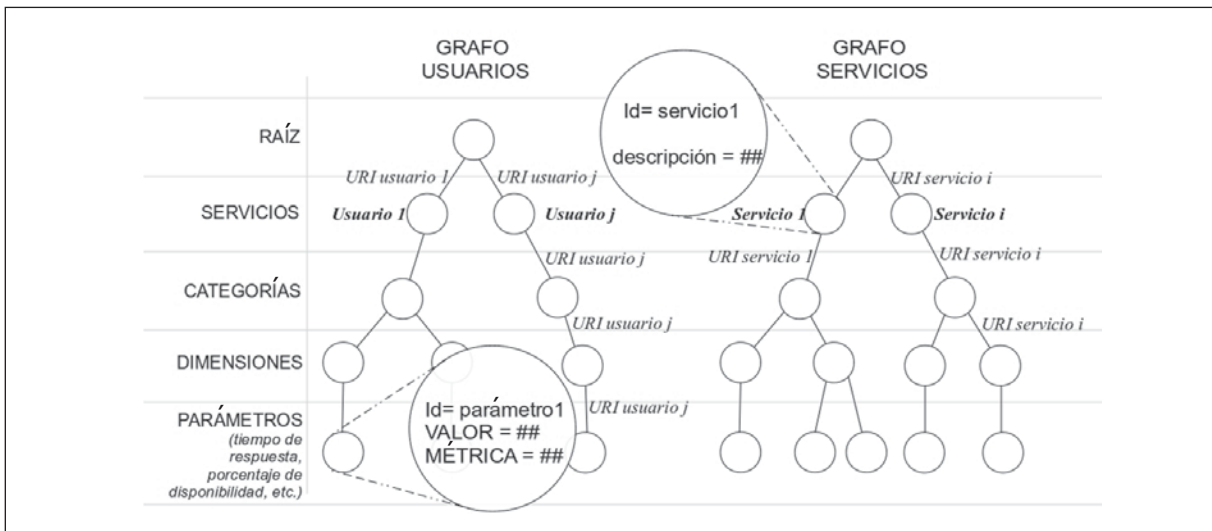 GRAFO
USUARIOS
GRAFO
SERVICIOS
Id= servicio1
descripción = ##
RAÍZ
URI usuario 1
URI usuario j
URI servicio i
SERVICIOS
Usuario 1
Usuario j
Servicio 1
Servicio i
URI usuario j
URI servicio 1
URI servicio i
CATEGORÍAS
URI usuario j
URI servicio i
DIMENSIONES
PARÁMETROS
(tiempo de
respuesta,
porcentaje de
disponibilidad, etc.)
Id= parámetro1
VALOR = ##
MÉTRICA = ##
URI usuario j